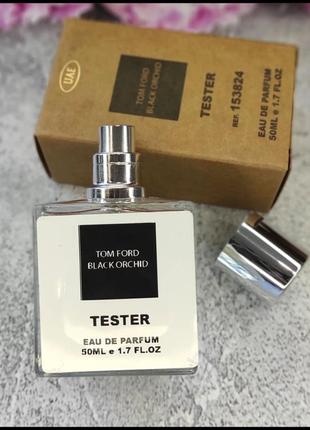 UAE
TOM FORD
BLACK ORCHID
TESTER
REF. 153824
EAU DE PARFUM
50ML e 1.7 FL.OZ
TOM FORD
BLACK ORCHID
TESTER
EAU DE PARFUM
50ML e 1.7 FL.OZ